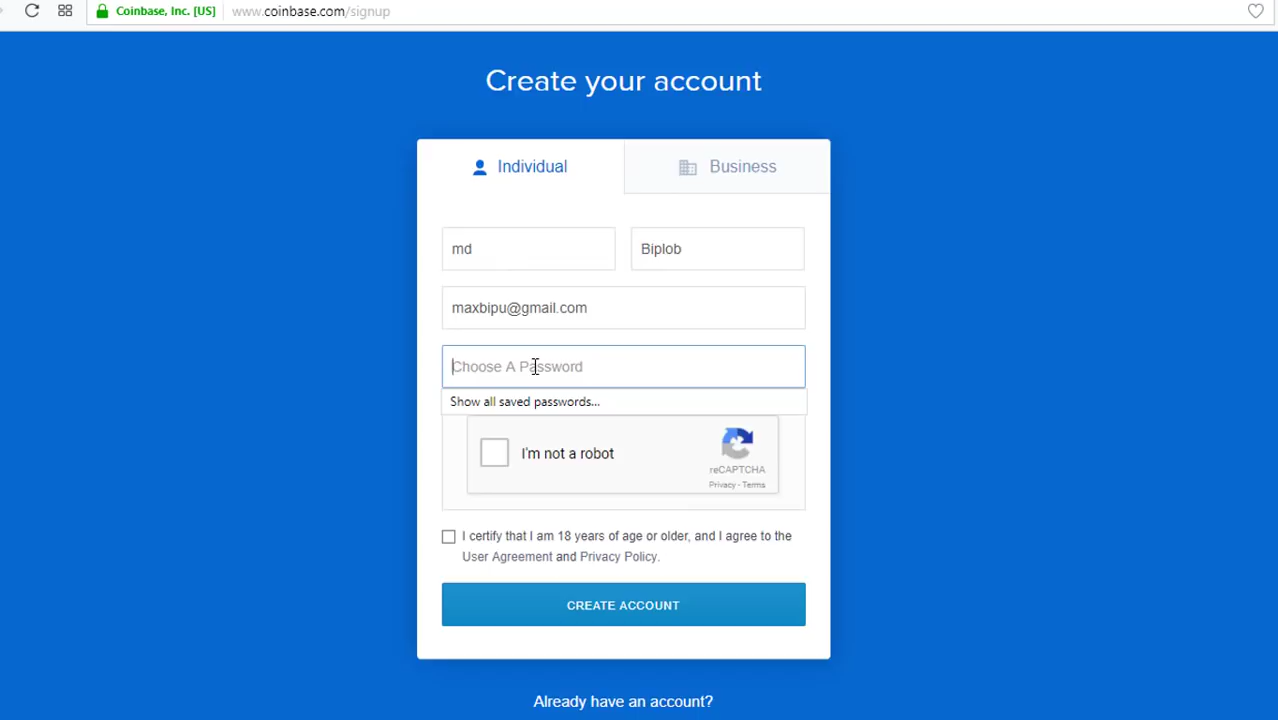 Coinbase, Inc. [US] www.coinbase.com/signup
Create your account
Individual
Business
md
Biplob
maxbipu@gmail.com
Choose A Password
Show all saved passwords...
I'm not a robot
reCAPTCHA
Privacy - Terms
I certify that I am 18 years of age or older, and I agree to the
User Agreement and Privacy Policy.
CREATE ACCOUNT
Already have an account?